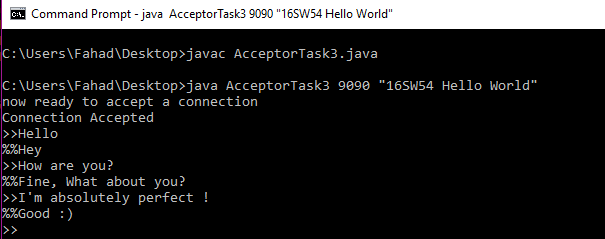 Command Prompt - java  AcceptorTask3 9090 "16SW54 Hello World"
C:\Users\Fahad\Desktop>javac AcceptorTask3.java
C:\Users\Fahad\Desktop>java AcceptorTask3 9090 "16SW54 Hello World"
now ready to accept a connection
Connection Accepted
>>Hello
%%Hey
>>How are you?
%%Fine, What about you?
>>I'm absolutely perfect !
%%Good :)
>>